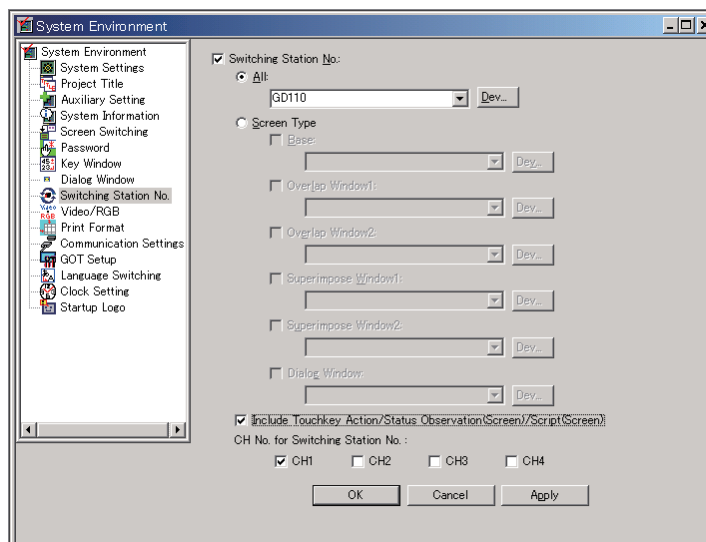 System Environment
System Environment
System Settings
Project Title
Auxiliary Setting
System Information
Screen Switching
Password
Key Window
Dialog Window
Switching Station No.
Video/RGB
Print Format
Communication Settings
GOT Setup
Language Switching
Clock Setting
Startup Logo
Switching Station No.:
All:
GD110 Dev...
Screen Type
Base:
Dev...
Overlap Window1:
Dev...
Overlap Window2:
Dev...
Superimpose Window1:
Dev...
Superimpose Window2:
Dev...
Dialog Window:
Dev...
Include Touchkey Action/Status Observation(Screen)/Script(Screen)
CH No. for Switching Station No. :
CH1 CH2 CH3 CH4
OK Cancel Apply